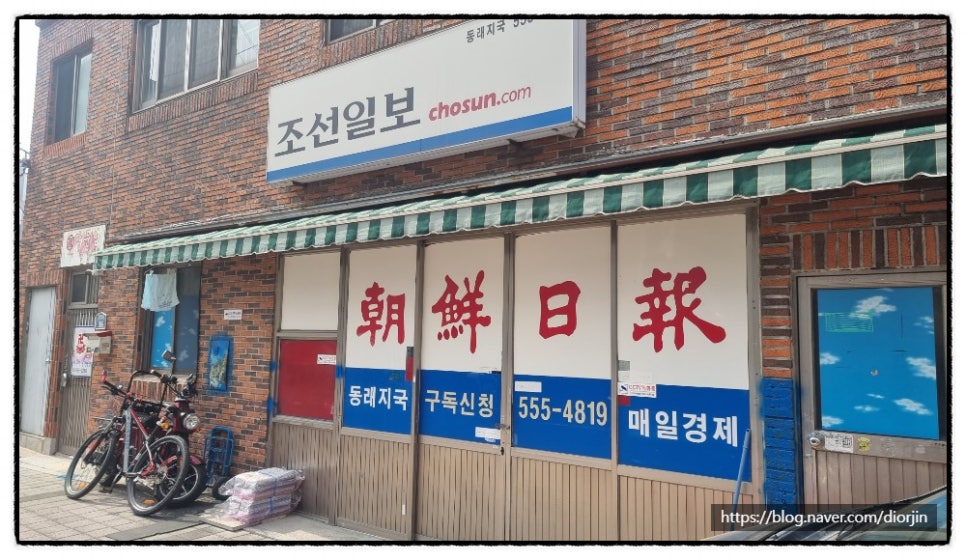 동래지국 555
조선일보 chosun.com
朝鮮日報
동래지국 구독신청 555-4819 매일경제
https://blog.naver.com/diorjin